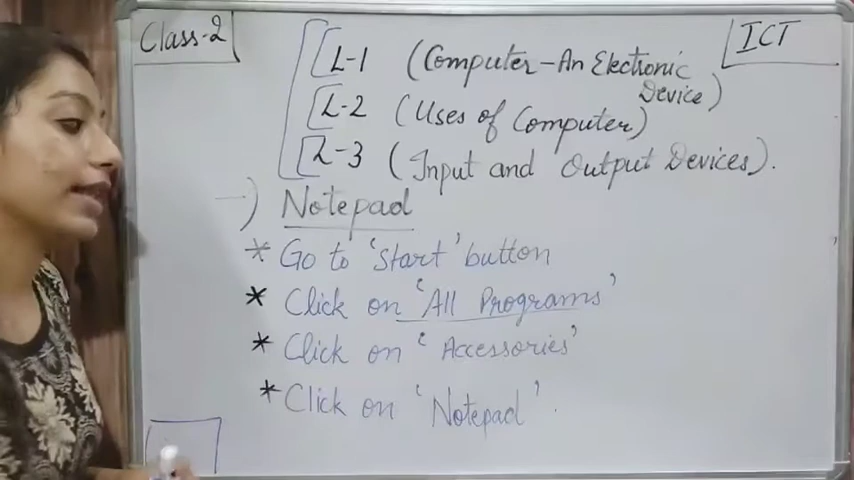 Class-2
ICT
L-1 (Computer-An Electronic
Device)
L-2 (Uses of Computer)
L-3 (Input and Output Devices).
-) Notepad
* Go to 'Start' button
* Click on 'All Programs'
* Click on 'Accessories'
* Click on 'Notepad'.